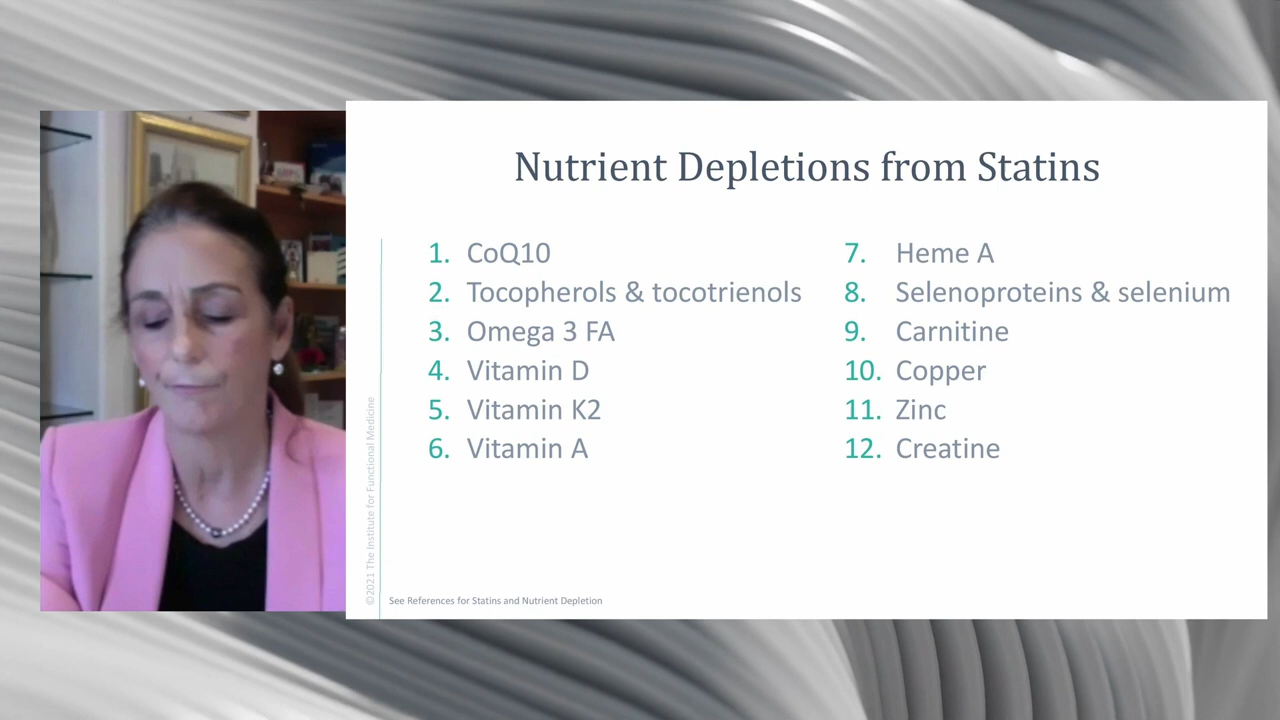 Nutrient Depletions from Statins
1. CoQ10
2. Tocopherols & tocotrienols
3. Omega 3 FA
4. Vitamin D
5. Vitamin K2
6. Vitamin A
7. Heme A
8. Selenoproteins & selenium
9. Carnitine
10. Copper
11. Zinc
12. Creatine
©2021 The Institute for Functional Medicine
See References for Statins and Nutrient Depletion